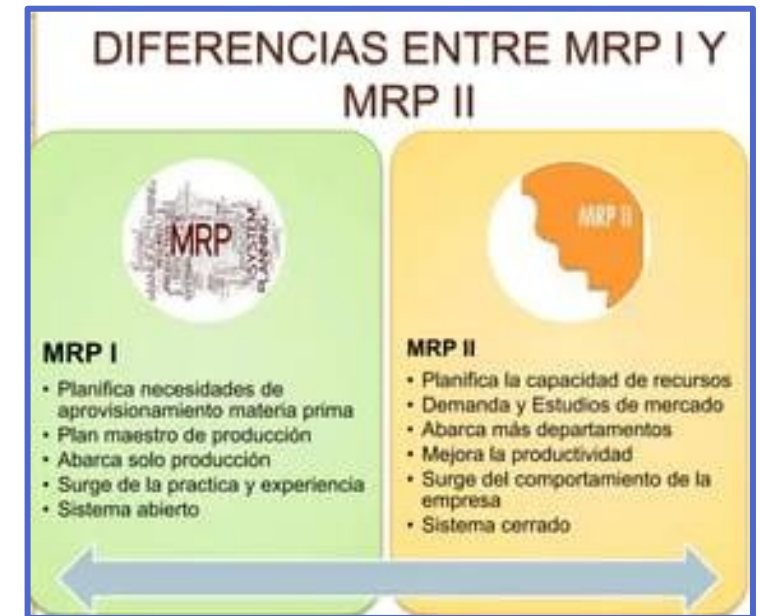 DIFERENCIAS ENTRE MRP I Y
MRP II
MRP
SYSTEM
PLANNING
MRP I
• Planifica necesidades de
aprovisionamiento materia prima
• Plan maestro de producción
• Abarca solo producción
• Surge de la practica y experiencia
• Sistema abierto
MRP II
MRP II
• Planifica la capacidad de recursos
• Demanda y Estudios de mercado
• Abarca más departamentos
• Mejora la productividad
• Surge del comportamiento de la
empresa
• Sistema cerrado